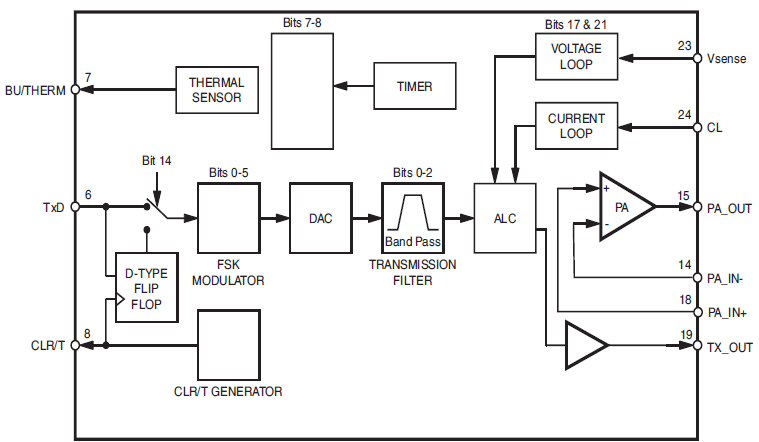 Bits 7-8
Bits 17 & 21
VOLTAGE
LOOP
23
Vsense
7
BU/THERM
THERMAL
SENSOR
TIMER
CURRENT
LOOP
24
CL
Bit 14
Bits 0-5
Bits 0-2
6
TxD
DAC
Band Pass
ALC
+
PA
-
15
PA_OUT
FSK
MODULATOR
TRANSMISSION
FILTER
D-TYPE
FLIP
FLOP
14
PA_IN-
18
PA_IN+
8
CLR/T
19
TX_OUT
CLR/T GENERATOR